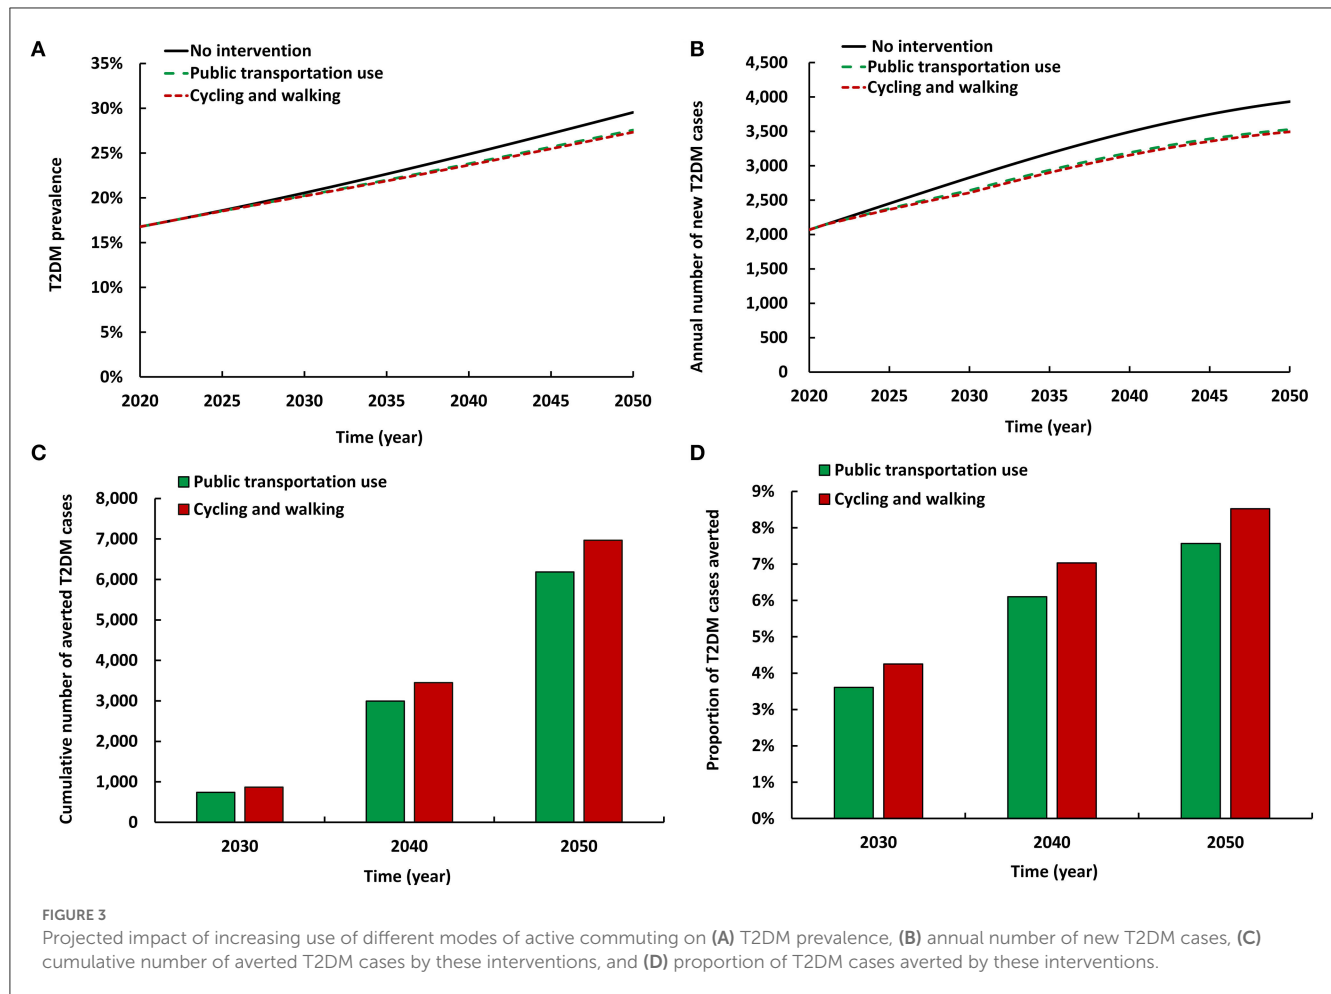 A
No intervention
Public transportation use
Cycling and walking
35%
30%
25%
20%
15%
10%
5%
0%
T2DM prevalence
2020 2025 2030 2035 2040 2045 2050
Time (year)
B
No intervention
Public transportation use
Cycling and walking
4,500
4,000
3,500
3,000
2,500
2,000
1,500
1,000
500
0
Annual number of new T2DM cases
2020 2025 2030 2035 2040 2045 2050
Time (year)
C
Public transportation use
Cycling and walking
8,000
7,000
6,000
5,000
4,000
3,000
2,000
1,000
0
Cumulative number of averted T2DM cases
2030 2040 2050
Time (year)
D
Public transportation use
Cycling and walking
9%
8%
7%
6%
5%
4%
3%
2%
1%
0%
Proportion of T2DM cases averted
2030 2040 2050
Time (year)
FIGURE 3
Projected impact of increasing use of different modes of active commuting on (A) T2DM prevalence, (B) annual number of new T2DM cases, (C)
cumulative number of averted T2DM cases by these interventions, and (D) proportion of T2DM cases averted by these interventions.